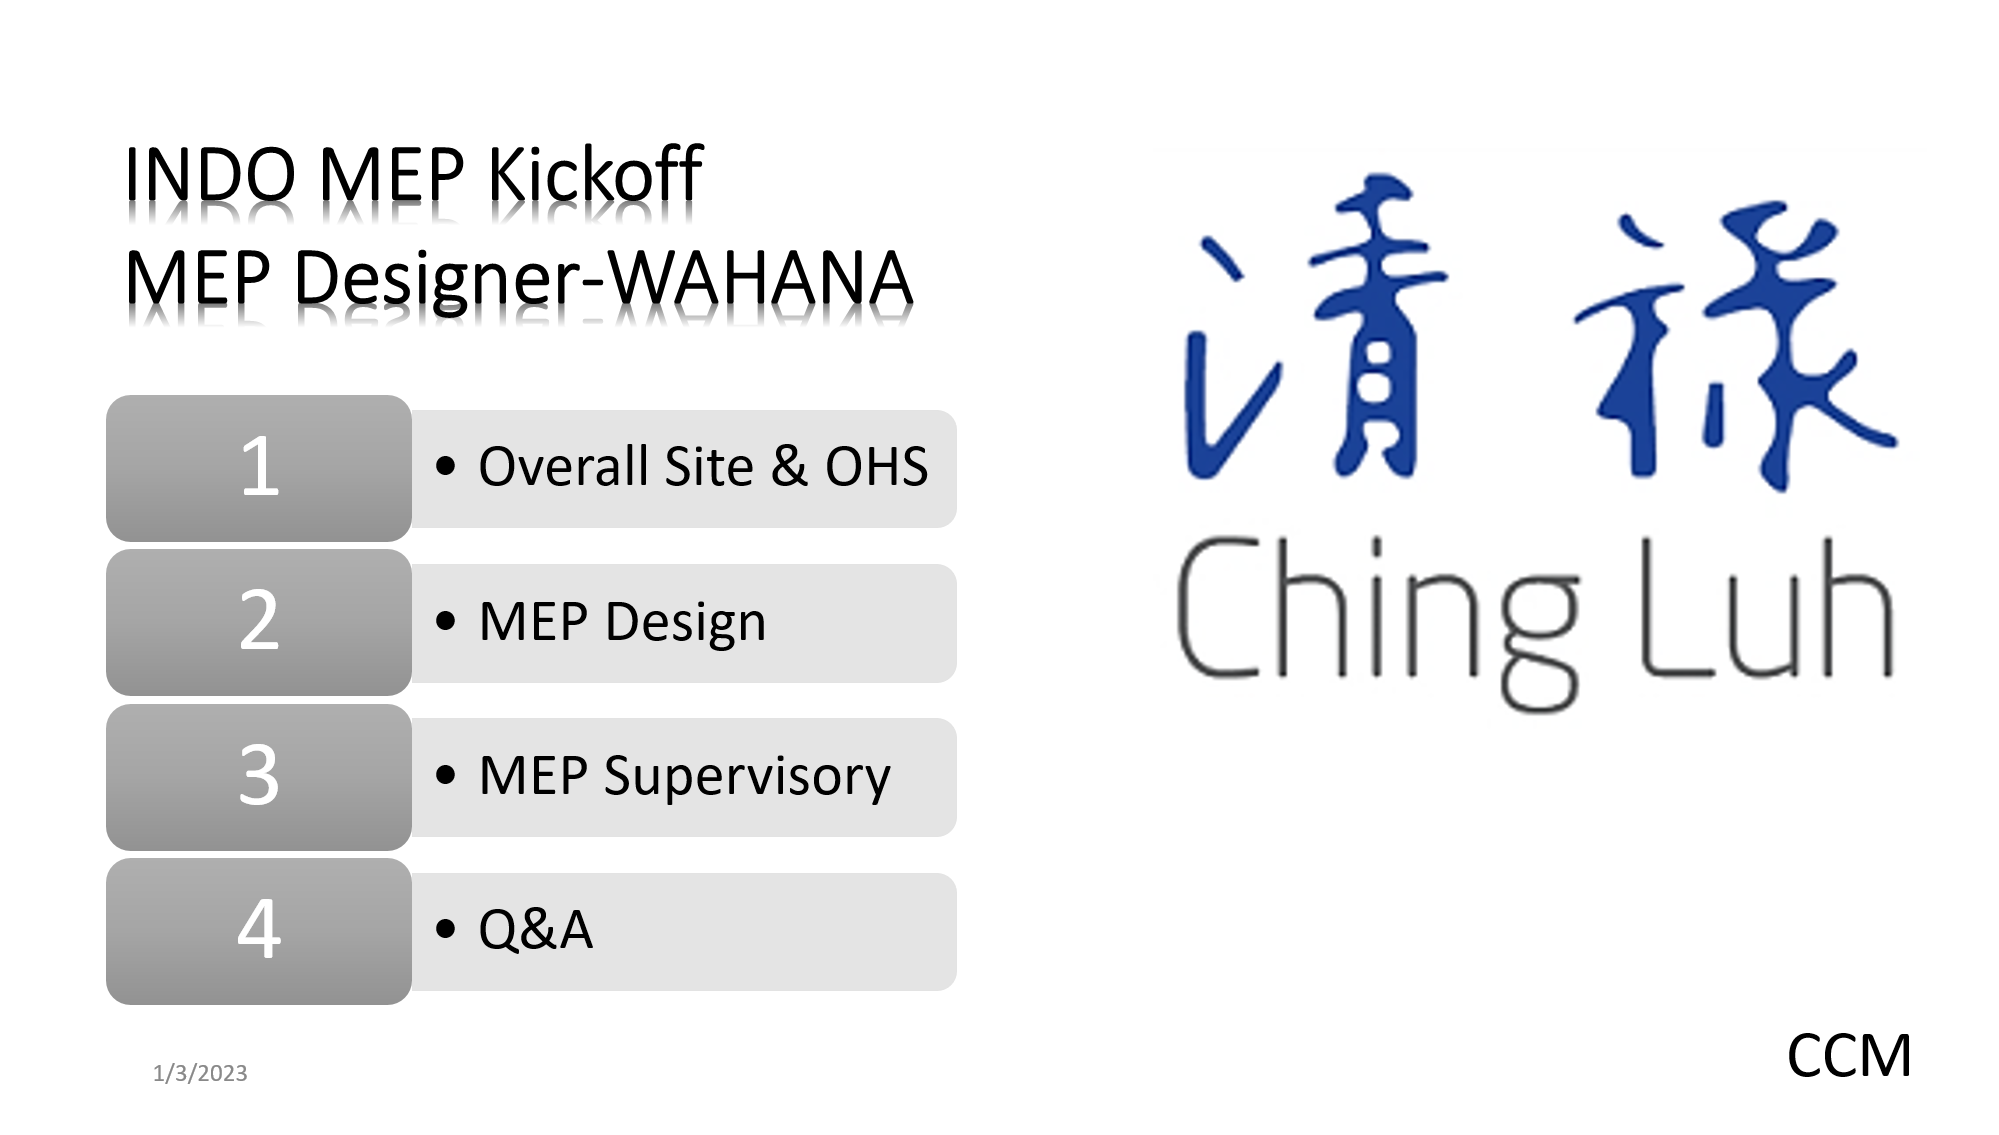 INDO MEP Kickoff
MEP Designer-WAHANA
1
• Overall Site & OHS
2
• MEP Design
3
• MEP Supervisory
4
• Q&A
清祿
Ching Luh
1/3/2023
CCM